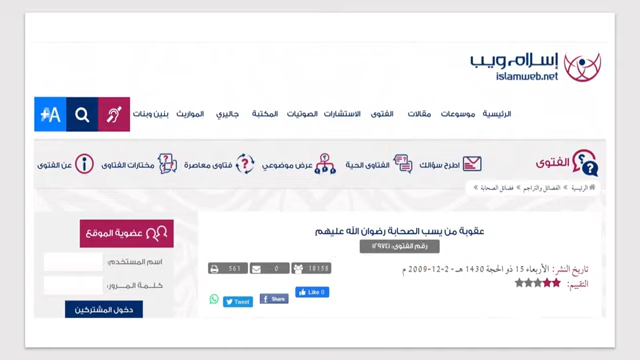 إسلام ويب
islamweb.net
الرئيسية موسوعات مقالات الفتوى الاستشارات الصوتيات المكتبة جاليري المواريث بنين وبنات
A
الفتوى اطرح سؤالك الفتاوى الحية عرض موضوعي فتاوى معاصرة مختارات الفتاوى عن الفتوى
الرئيسية » الفضائل والتراجم » فضائل الصحابة »
عقوبة من يسب الصحابة رضوان الله عليهم
رقم الفتوى: ١٢٩٧٤١
تاريخ النشر: الأربعاء 15 ذو الحجة 1430 هـ - 2-12-2009 م
التقييم:
18158 0 561
Like 0 Share Tweet
عضوية الموقع
اسم المستخدم:
كلمة المرور:
دخول المشتركين